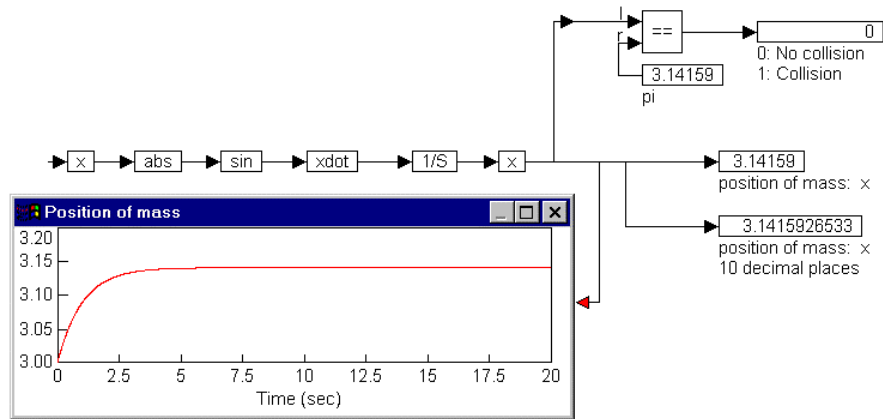 l
r
==
0
0: No collision
1: Collision
3.14159
pi
x
abs
sin
xdot
1/S
x
3.14159
position of mass: x
3.1415926533
position of mass: x
10 decimal places
Position of mass
3.20
3.15
3.10
3.05
3.00
0
2.5
5
7.5
10
12.5
15
17.5
20
Time (sec)